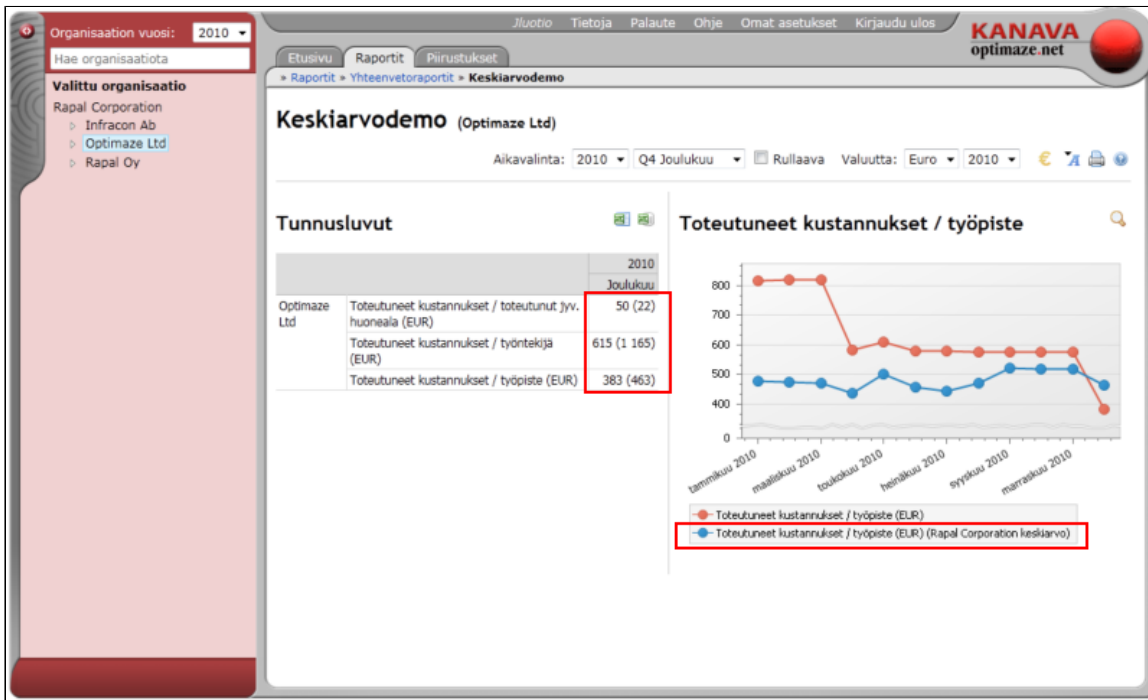 Organisaation vuosi: 2010
Hae organisaatiota
Valittu organisaatio
Rapal Corporation
Infracon Ab
Optimaze Ltd
Rapal Oy
Jluotio Tietoja Palaute Ohje Omat asetukset Kirjaudu ulos
KANAVA
optimaze.net
Etusivu Raportit Piirustukset
» Raportit » Yhteenvetoraportit » Keskiarvodemo
Keskiarvodemo (Optimaze Ltd)
Aikavalinta: 2010 Q4 Joulukuu Rullaava Valuutta: Euro 2010 € A
Tunnusluvut
2010
Joulukuu
Optimaze Ltd
Toteutuneet kustannukset / toteutunut jyv. huoneala (EUR) 50 (22)
Toteutuneet kustannukset / työntekijä (EUR) 615 (1 165)
Toteutuneet kustannukset / työpiste (EUR) 383 (463)
Toteutuneet kustannukset / työpiste
800
700
600
500
400
0
tammikuu 2010 maaliskuu 2010 toukokuu 2010 heinäkuu 2010 syyskuu 2010 marraskuu 2010
Toteutuneet kustannukset / työpiste (EUR)
Toteutuneet kustannukset / työpiste (EUR) (Rapal Corporation keskiarvo)